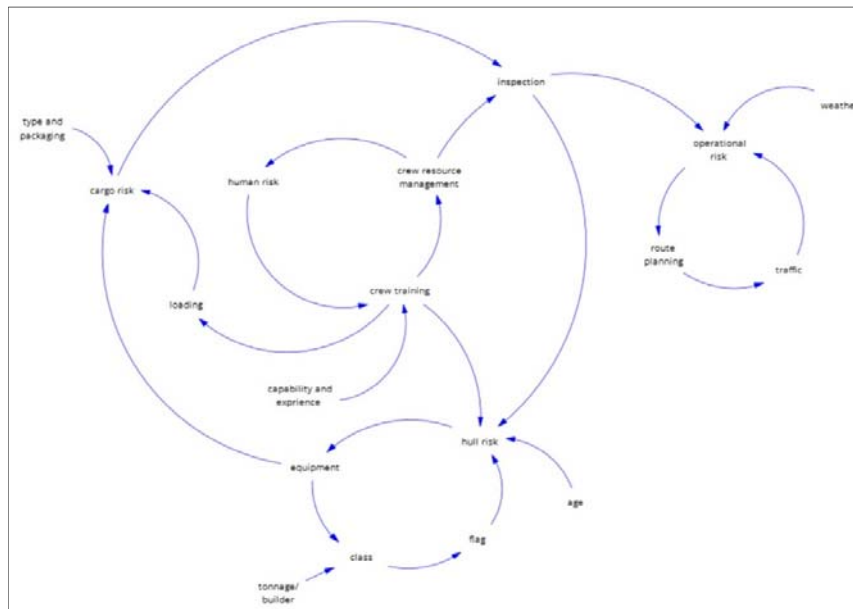 inspection
weathe
type and
packaging
operational
risk
human risk
crew resource
management
cargo risk
route
planning
traffic
crew training
loading
capability and
exprience
hull risk
equipment
age
flag
class
tonnage/
builder